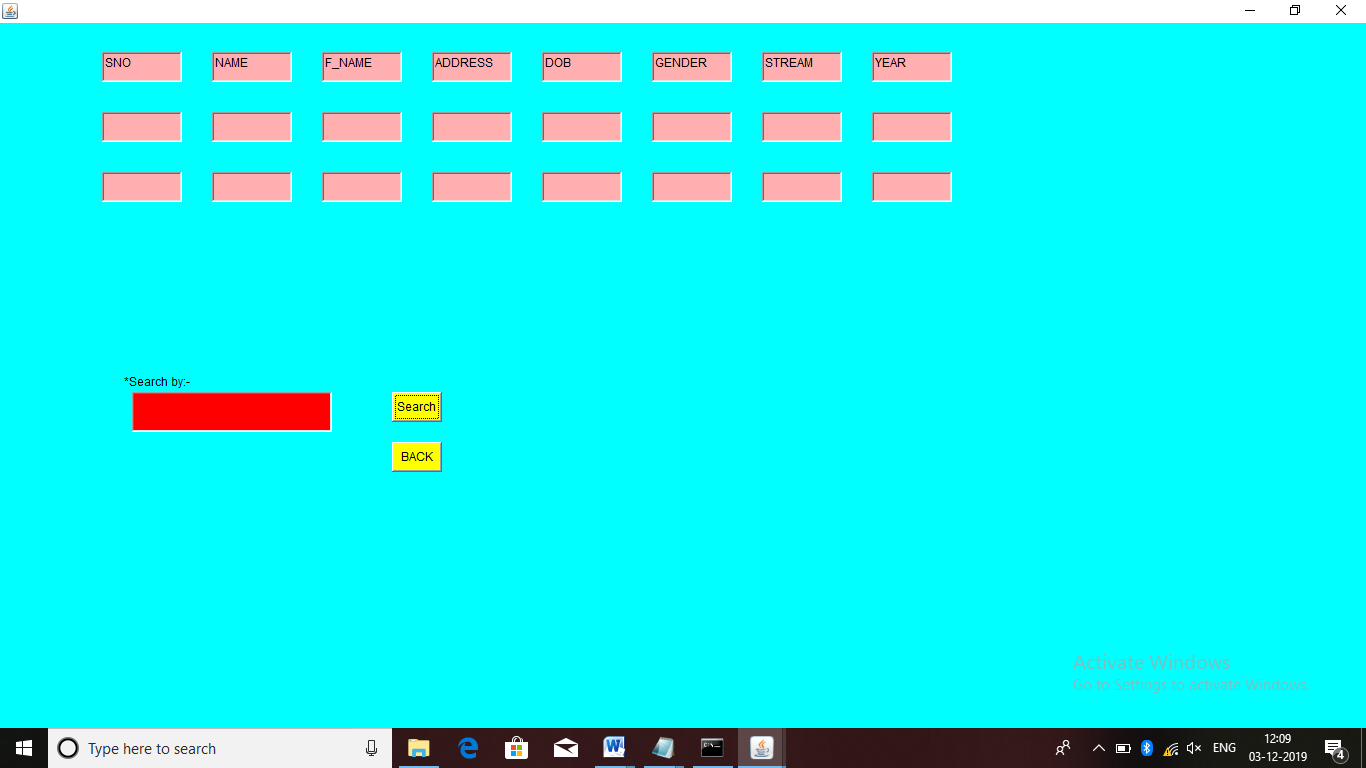 SNO NAME F_NAME ADDRESS DOB GENDER STREAM YEAR
*Search by:-
Search
BACK
Activate Windows
Go to Settings to activate Windows.
Type here to search
ENG
12:09
03-12-2019
4